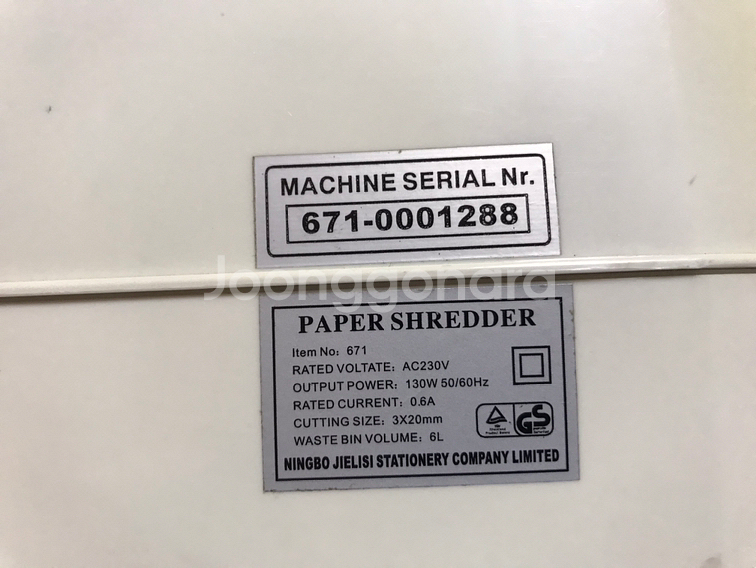 MACHINE SERIAL Nr.
671-0001288
Joonggonara
PAPER SHREDDER
Item No: 671
RATED VOLTATE: AC230V
OUTPUT POWER: 130W 50/60Hz
RATED CURRENT: 0.6A
CUTTING SIZE: 3X20mm
WASTE BIN VOLUME: 6L
GS
NINGBO JIELISI STATIONERY COMPANY LIMITED